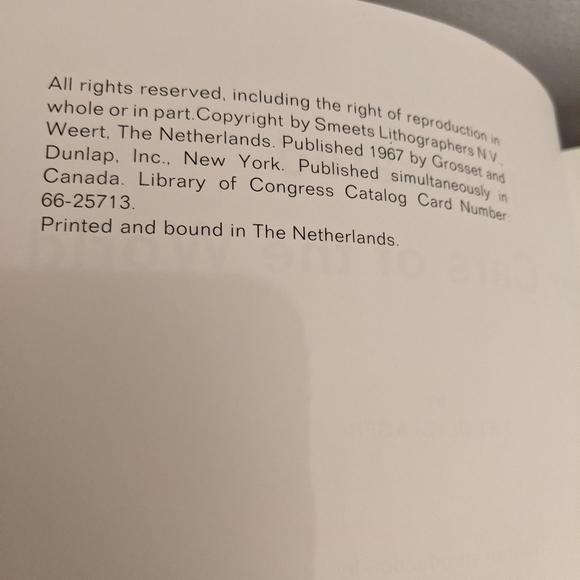 All rights reserved, including the right of reproduction in
whole or in part.Copyright by Smeets Lithographers N.V.
Weert, The Netherlands. Published 1967 by Grosset and
Dunlap, Inc., New York. Published simultaneously in
Canada. Library of Congress Catalog Card Number:
66-25713.
Printed and bound in The Netherlands.